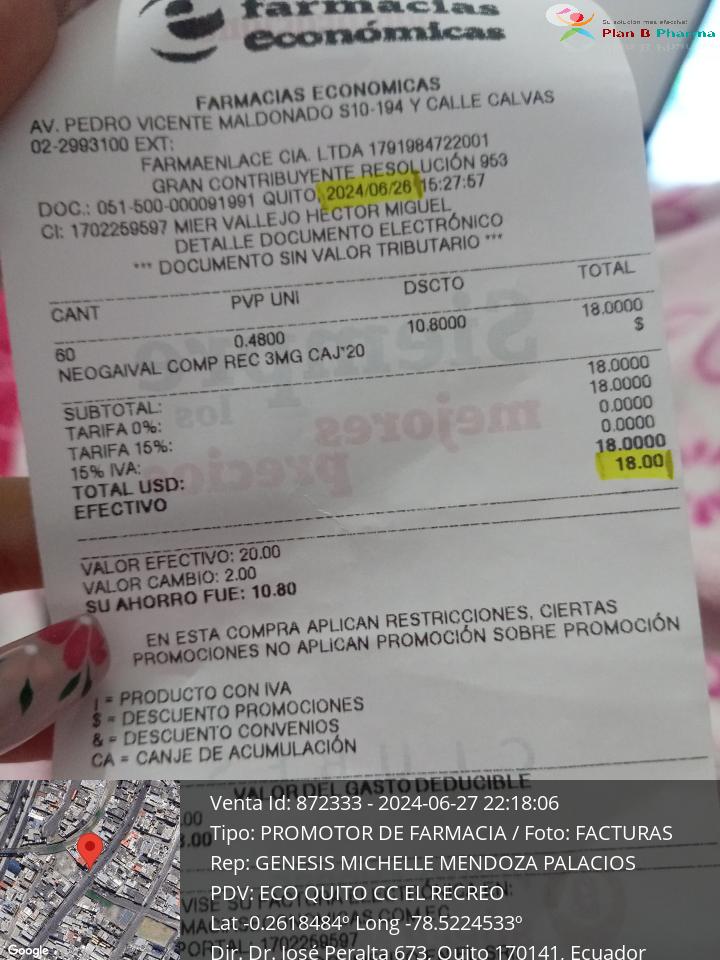 farmacias
económicas
Su solución mas efectiva!
Plan B Pharma
FARMACIAS ECONOMICAS
AV. PEDRO VICENTE MALDONADO S10-194 Y CALLE CALVAS
02-2993100 EXT:
FARMAENLACE CIA. LTDA 1791984722001
GRAN CONTRIBUYENTE RESOLUCIÓN 953
DOC.: 051-500-000091991 QUITO, 2024/06/26 15:27:57
CI: 1702259597 MIER VALLEJO HECTOR MIGUEL
DETALLE DOCUMENTO ELECTRÓNICO
*** DOCUMENTO SIN VALOR TRIBUTARIO ***
CANT PVP UNI DSCTO TOTAL
60 0.4800 10.8000 18.0000
NEOGAIVAL COMP REC 3MG CAJ*20 $
SUBTOTAL: 18.0000
TARIFA 0%: 18.0000
TARIFA 15%: 0.0000
15% IVA: 0.0000
TOTAL USD: 18.0000
EFECTIVO 18.00
VALOR EFECTIVO: 20.00
VALOR CAMBIO: 2.00
SU AHORRO FUE: 10.80
EN ESTA COMPRA APLICAN RESTRICCIONES, CIERTAS
PROMOCIONES NO APLICAN PROMOCIÓN SOBRE PROMOCIÓN
I = PRODUCTO CON IVA
$ = DESCUENTO PROMOCIONES
& = DESCUENTO CONVENIOS
CA = CANJE DE ACUMULACIÓN
VALOR DEL GASTO DEDUCIBLE
Venta Id: 872333 - 2024-06-27 22:18:06
Tipo: PROMOTOR DE FARMACIA / Foto: FACTURAS
Rep: GENESIS MICHELLE MENDOZA PALACIOS
PDV: ECO QUITO CC EL RECREO
Lat -0.2618484º Long -78.5224533º
Dir. Dr. José Peralta 673, Quito 170141, Ecuador
Google